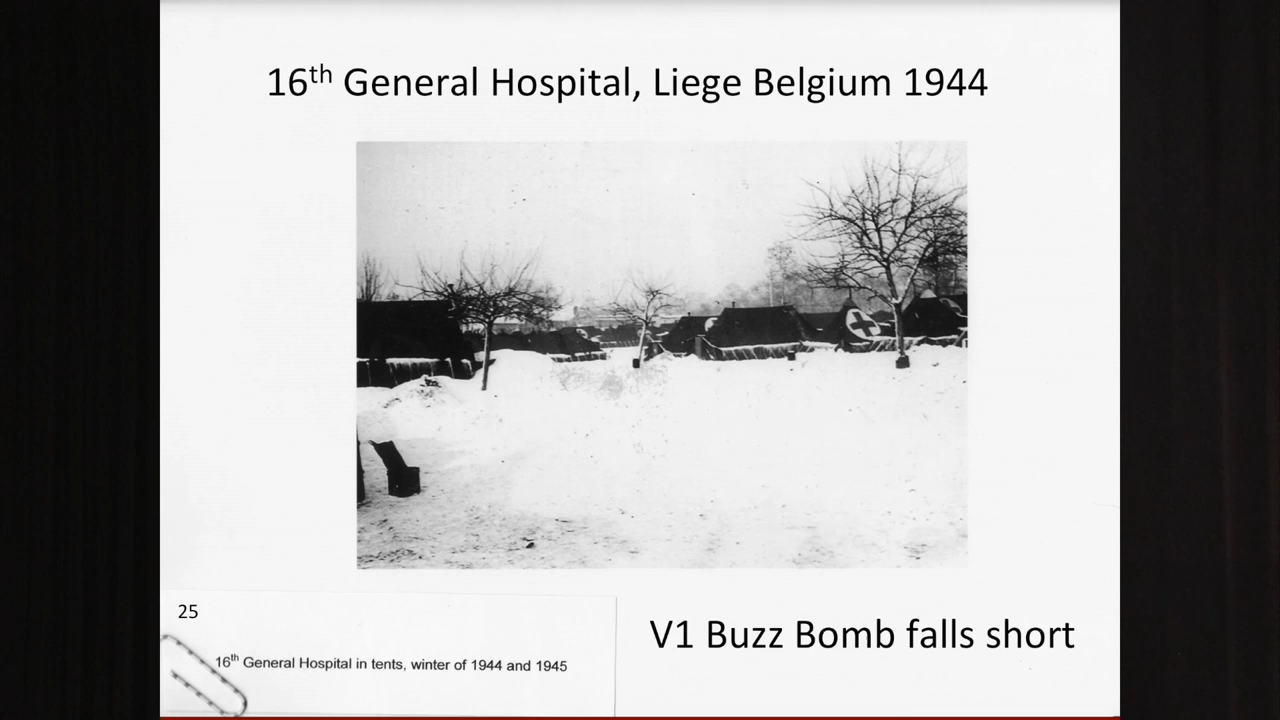 16th General Hospital, Liege Belgium 1944
25
16th General Hospital in tents, winter of 1944 and 1945
V1 Buzz Bomb falls short